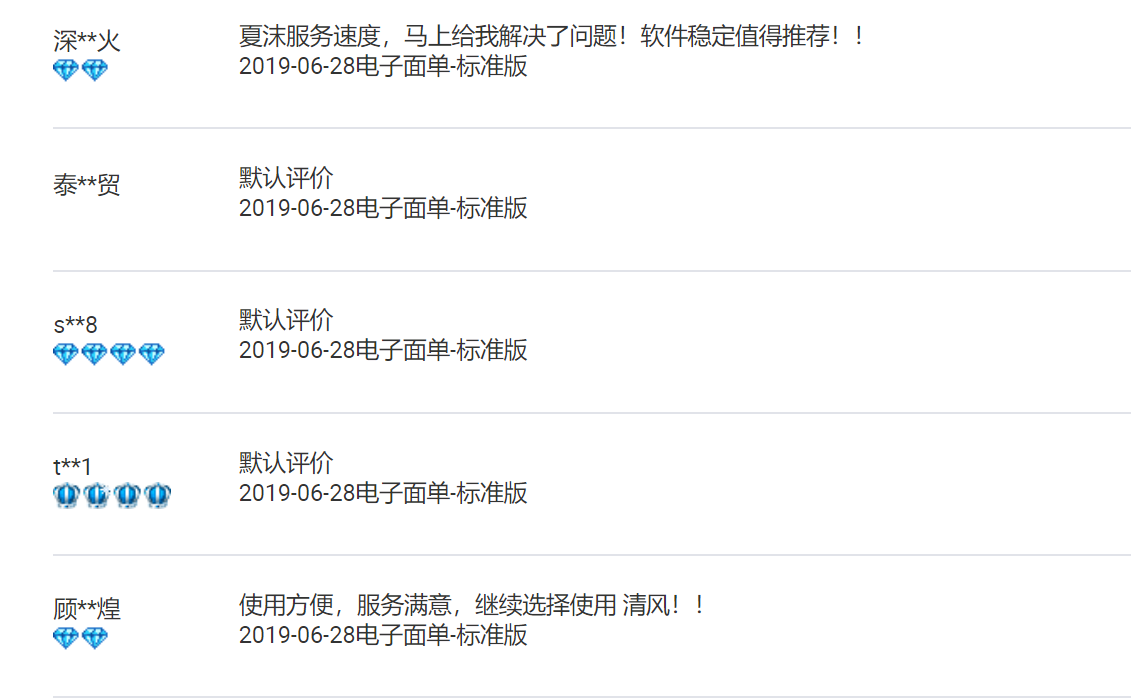 深**火
夏沫服务速度，马上给我解决了问题！软件稳定值得推荐！！
2019-06-28电子面单-标准版
泰**贸
默认评价
2019-06-28电子面单-标准版
s**8
默认评价
2019-06-28电子面单-标准版
t**1
默认评价
2019-06-28电子面单-标准版
顾**煌
使用方便，服务满意，继续选择使用 清风！！
2019-06-28电子面单-标准版